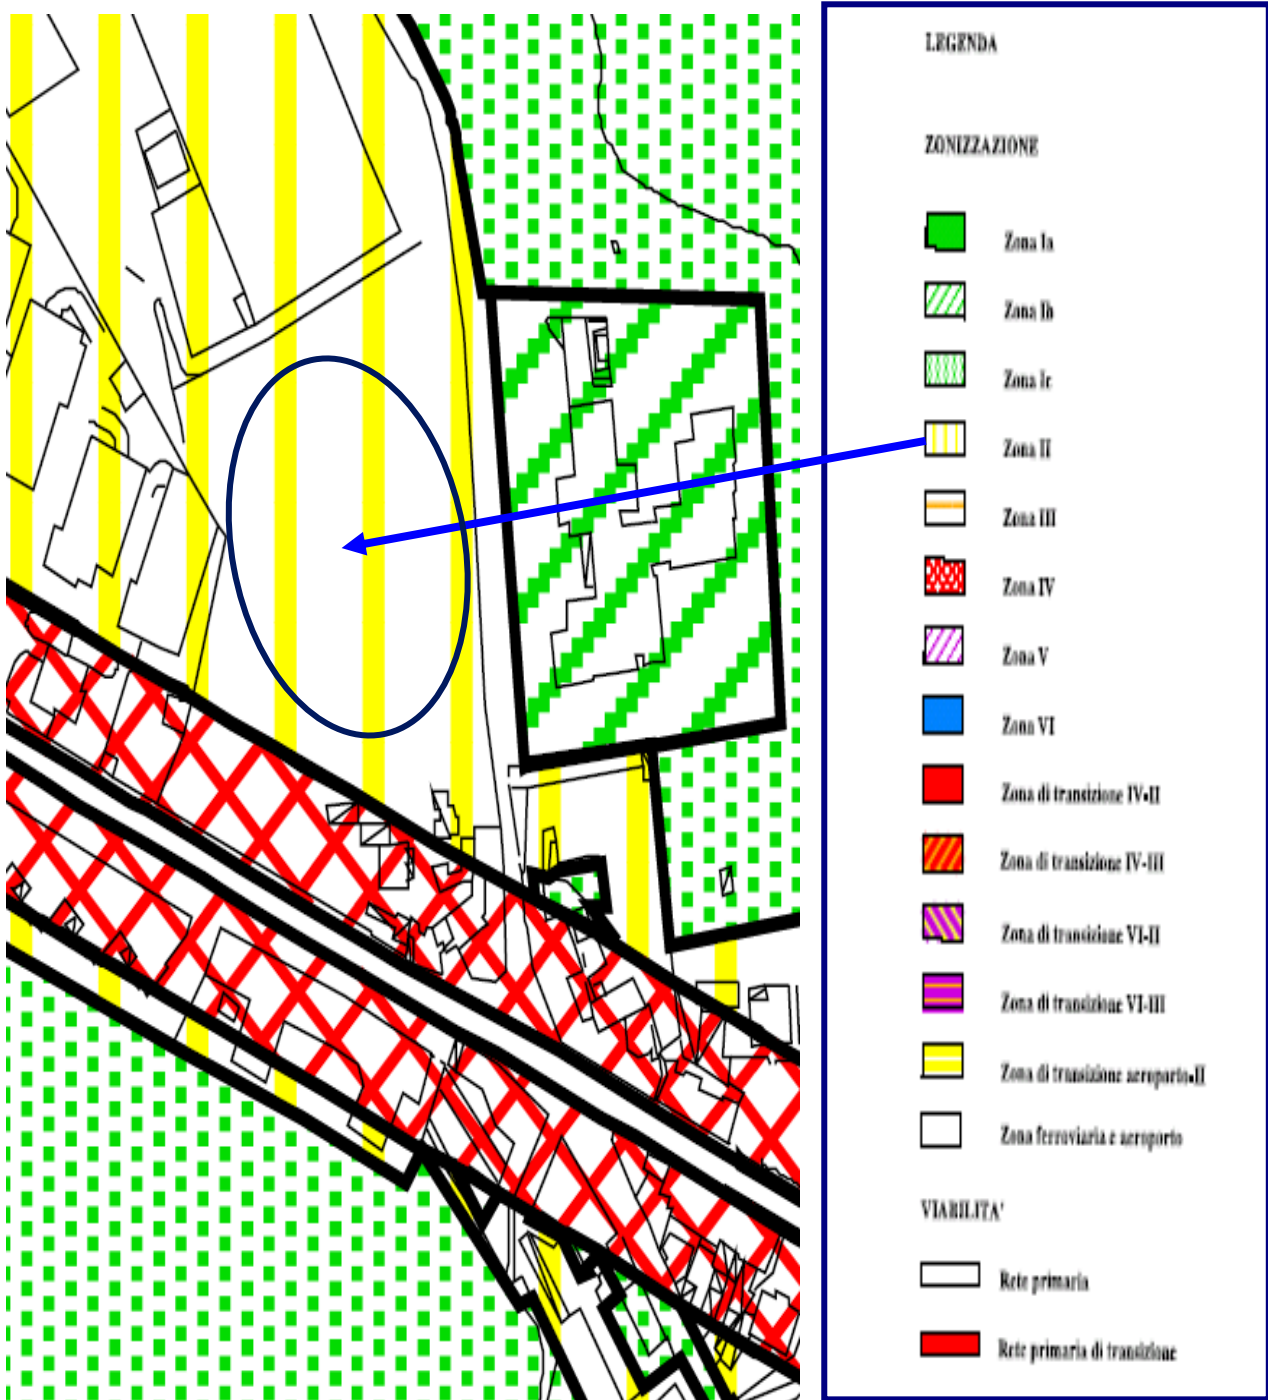 LEGENDA
ZONIZZAZIONE
Zona Ia
Zona Ib
Zona Ic
Zona II
Zona III
Zona IV
Zona V
Zona VI
Zona di transizione IV-II
Zona di transizione IV-III
Zona di transizione VI-II
Zona di transizione VI-III
Zona di transizione aeroporto-II
Zona ferroviaria e aeroporto
VIABILITA'
Rete primaria
Rete primaria di transizione